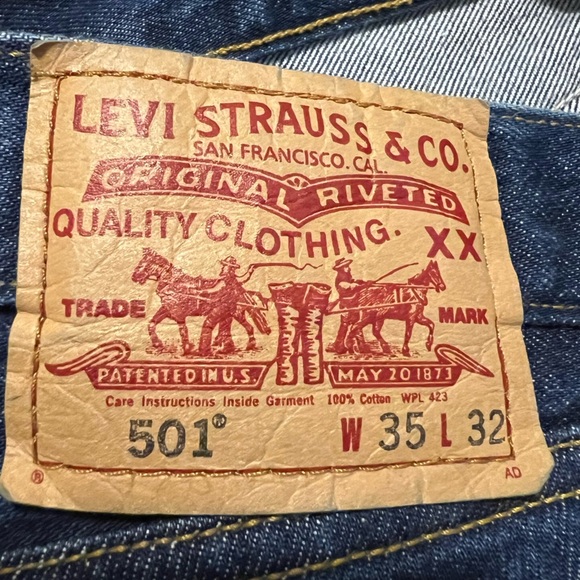 LEVI STRAUSS & CO.
SAN FRANCISCO. CAL.
ORIGINAL RIVETED
QUALITY CLOTHING. XX
TRADE MARK
PATENTED IN U.S. MAY 20 1873
Care Instructions Inside Garment 100% Cotton WPL 423
501® W 35 L 32
® AD